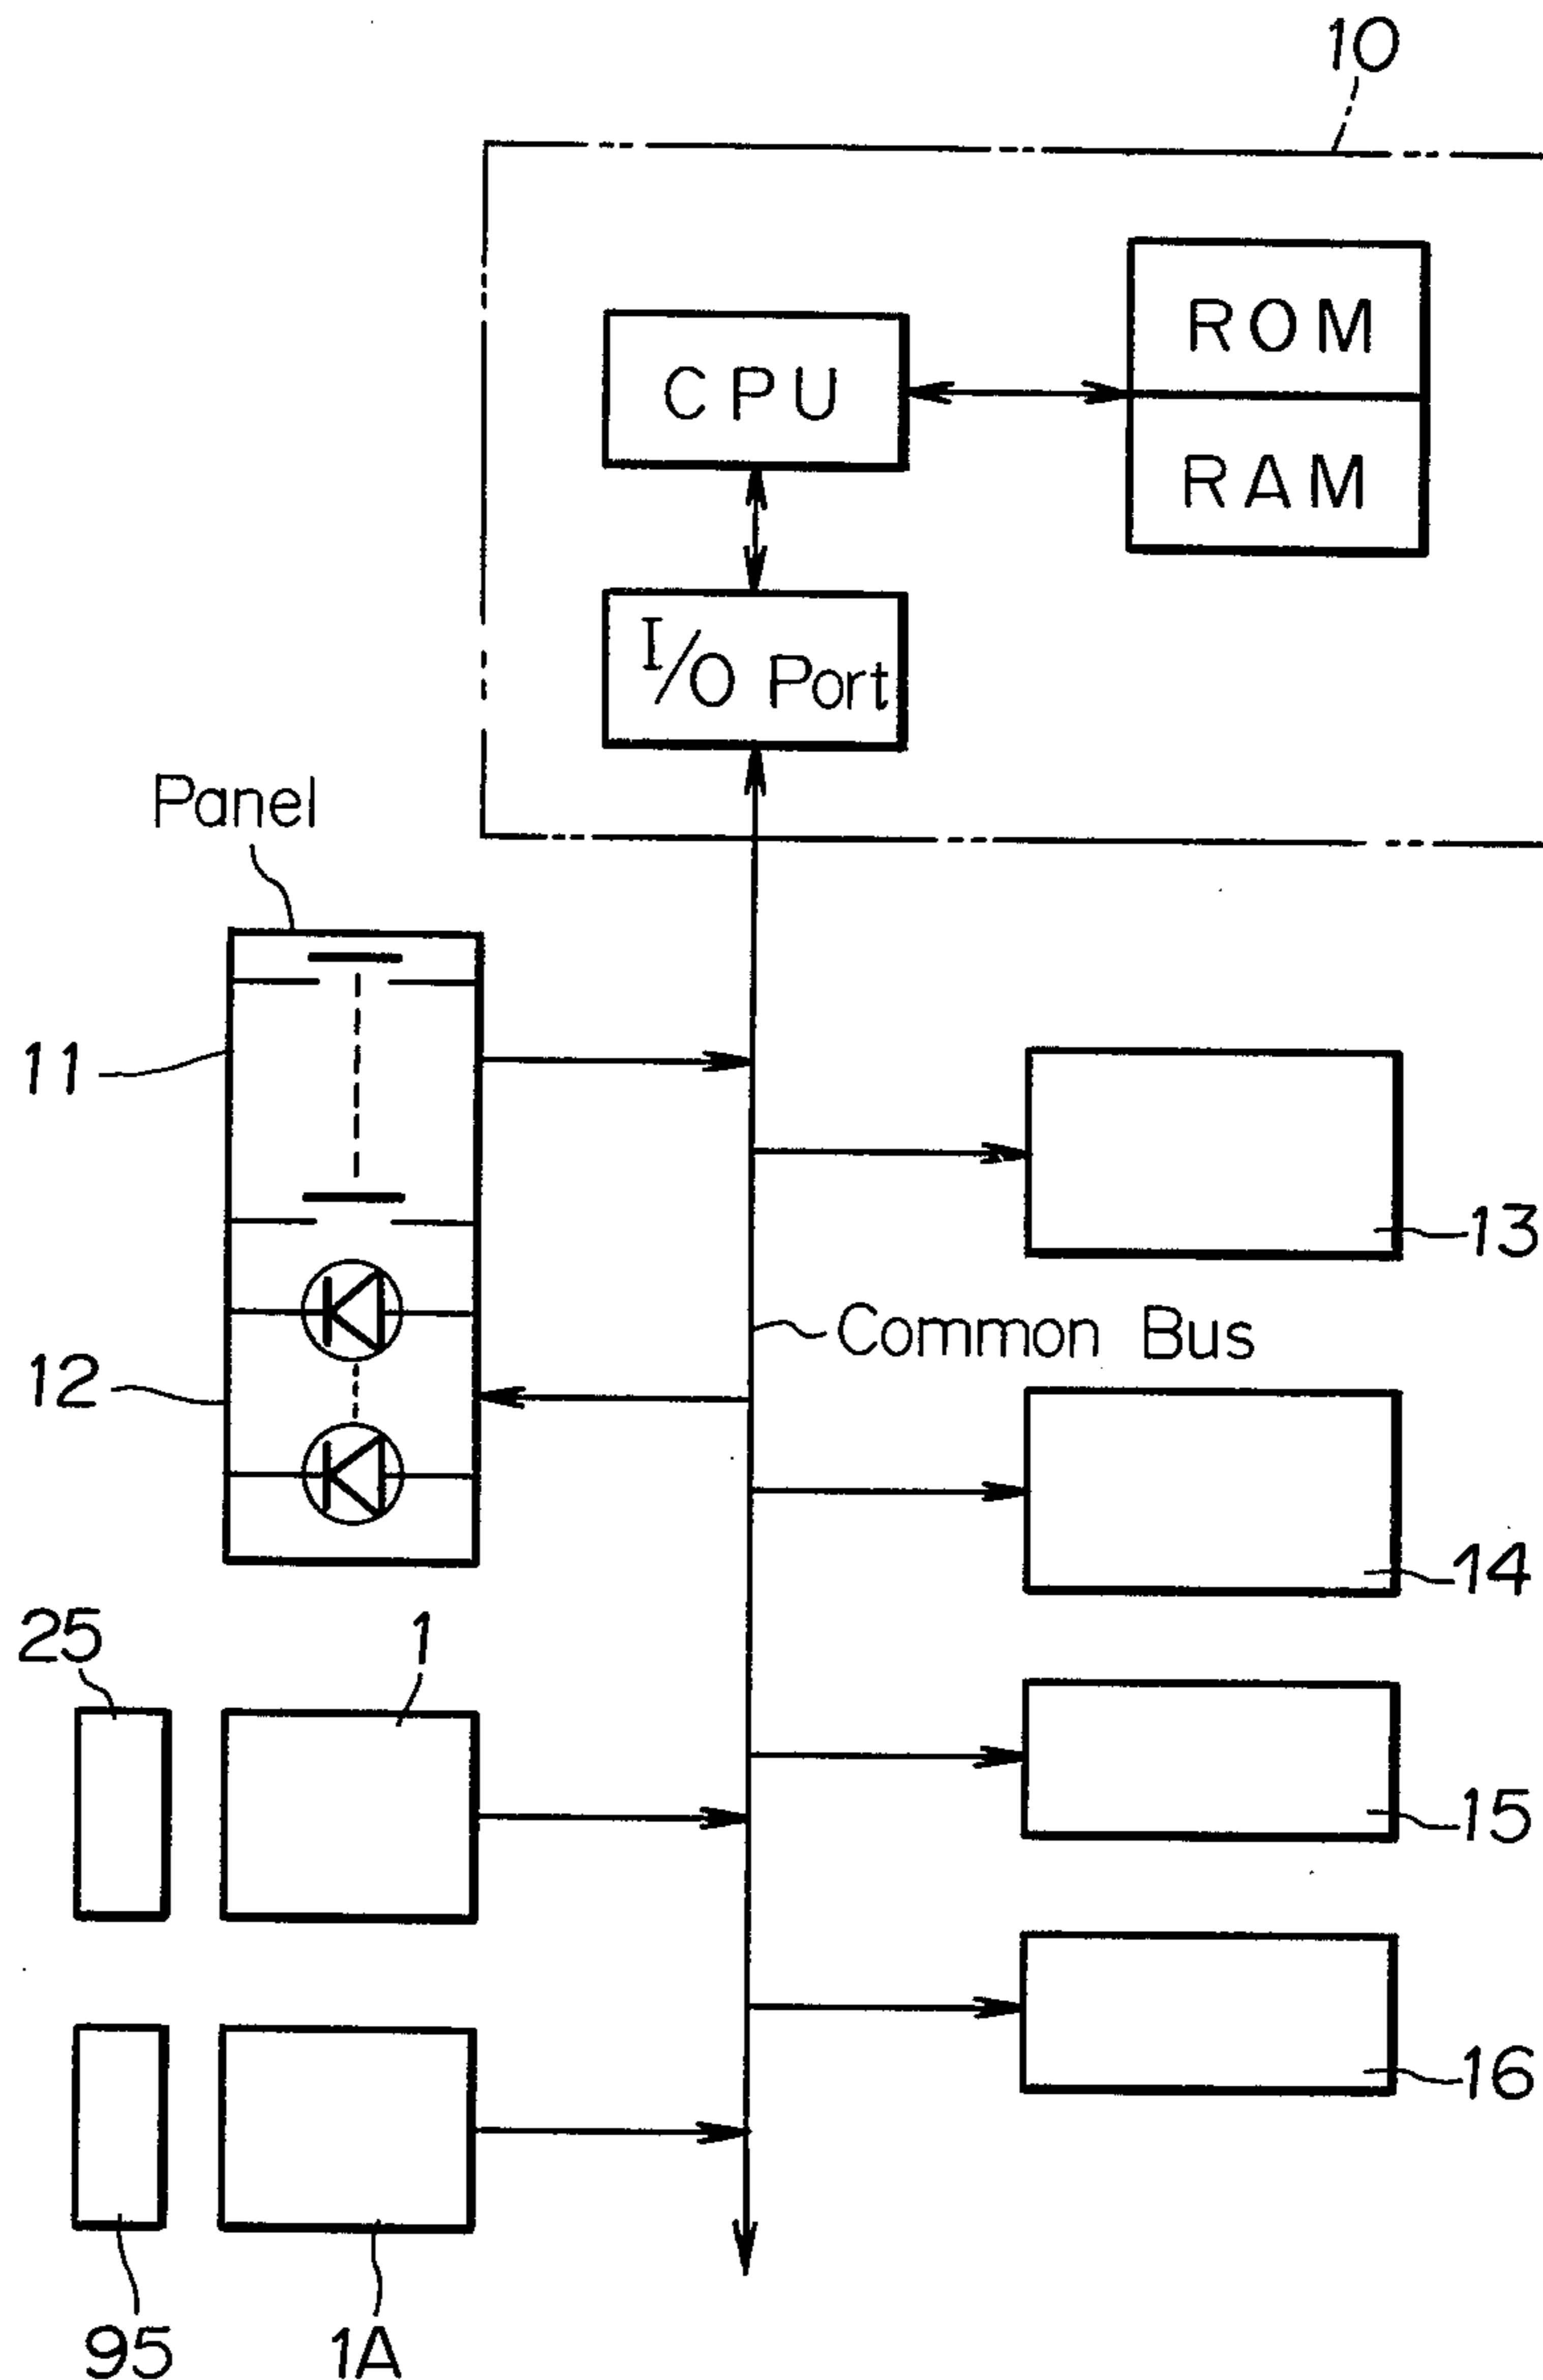 10
ROM
CPU
RAM
I/O Port
Panel
11
13
Common Bus
12
14
25
1
15
16
95
1A